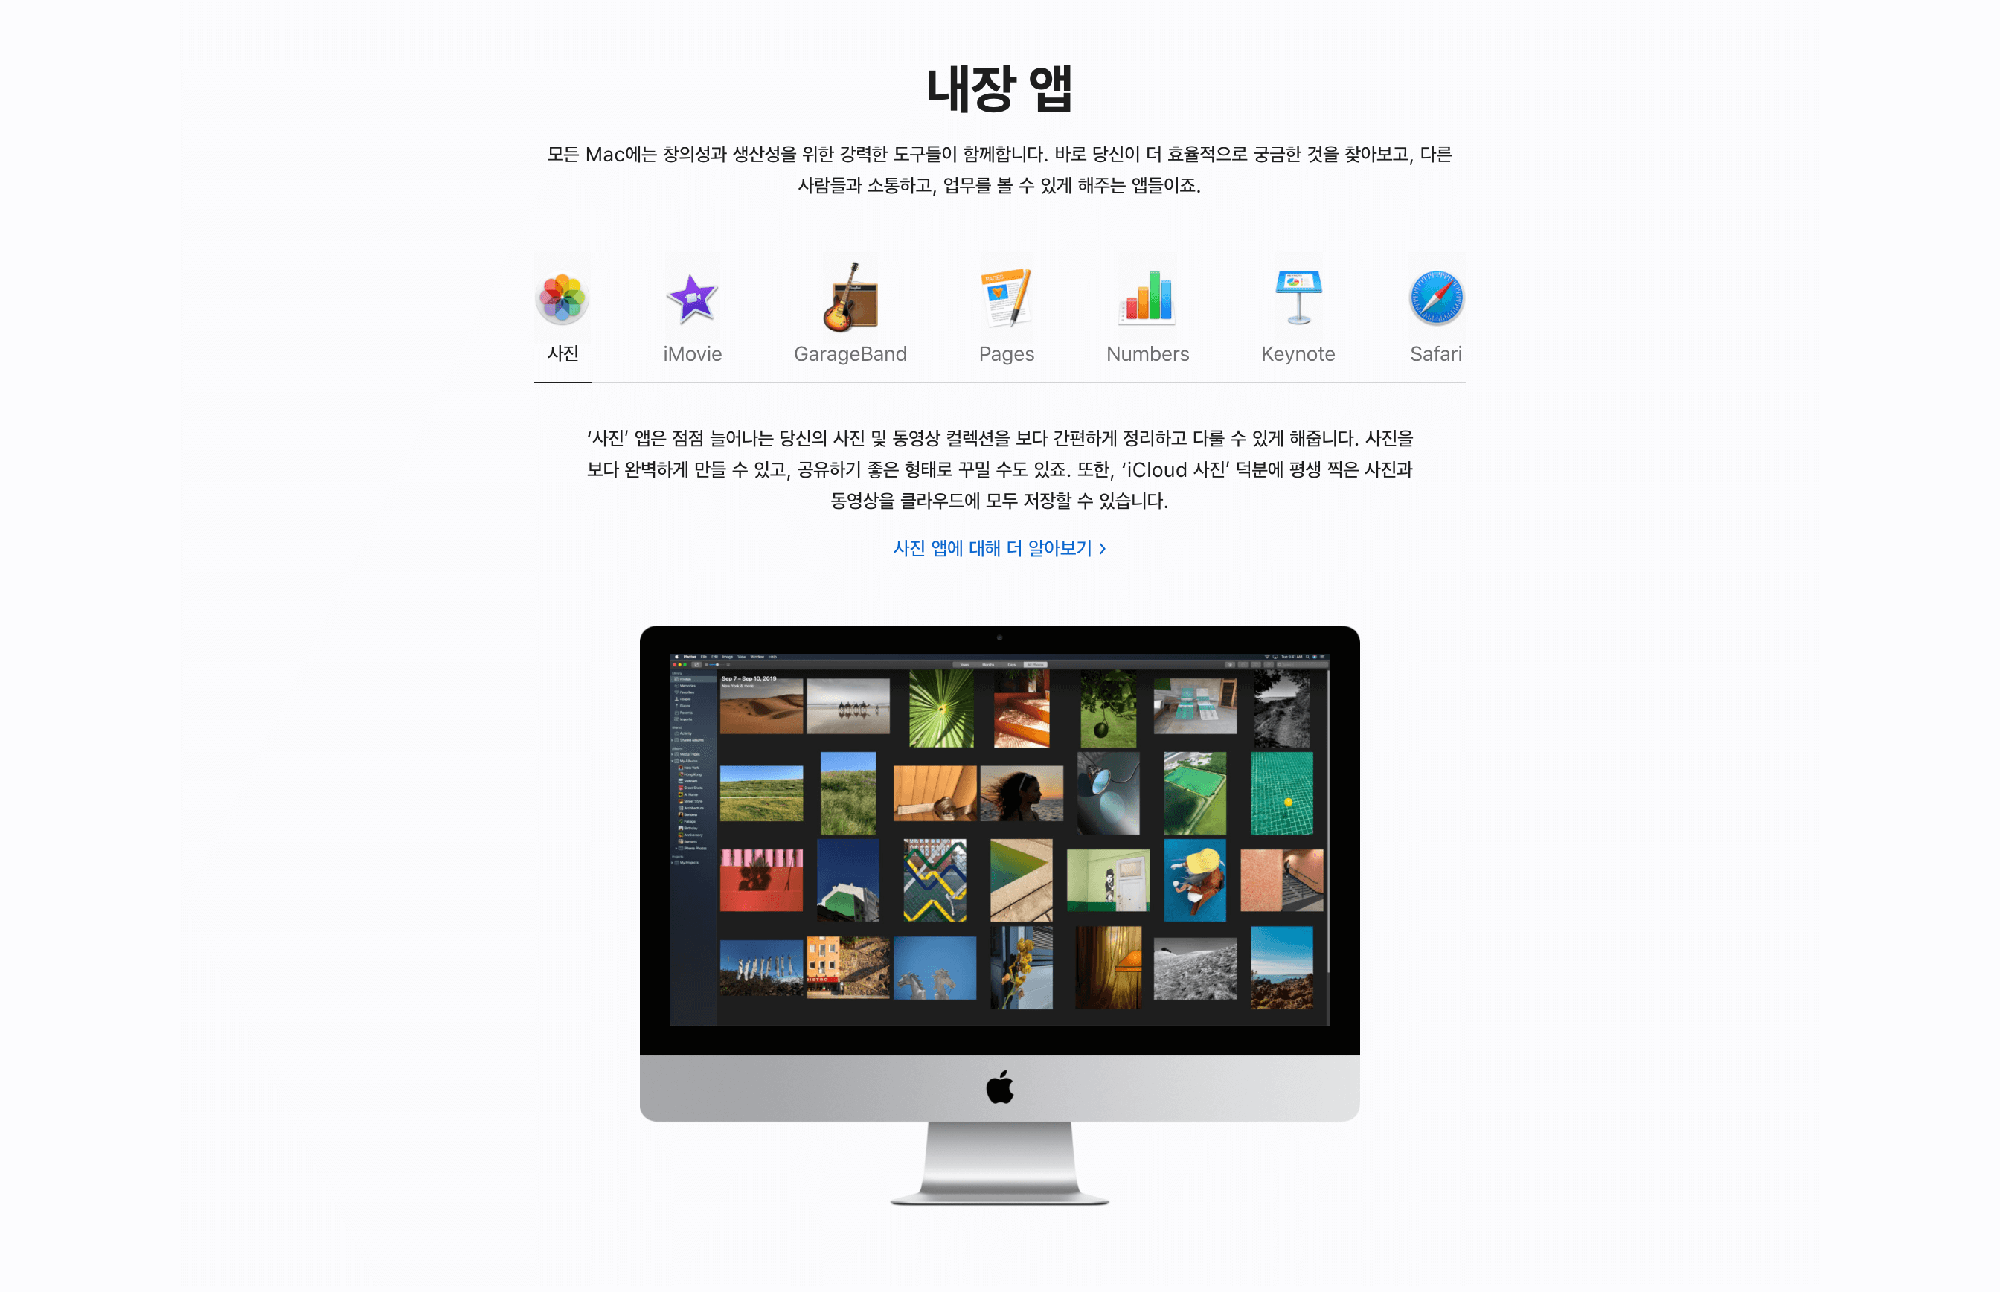 내장 앱
모든 Mac에는 창의성과 생산성을 위한 강력한 도구들이 함께합니다. 바로 당신이 더 효율적으로 궁금한 것을 찾아보고, 다른
사람들과 소통하고, 업무를 볼 수 있게 해주는 앱들이죠.
사진
iMovie
GarageBand
Pages
Numbers
Keynote
Safari
‘사진’ 앱은 점점 늘어나는 당신의 사진 및 동영상 컬렉션을 보다 간편하게 정리하고 다룰 수 있게 해줍니다. 사진을
보다 완벽하게 만들 수 있고, 공유하기 좋은 형태로 꾸밀 수도 있죠. 또한, ‘iCloud 사진’ 덕분에 평생 찍은 사진과
동영상을 클라우드에 모두 저장할 수 있습니다.
사진 앱에 대해 더 알아보기 >
Sep 7 – Sep 10, 2019